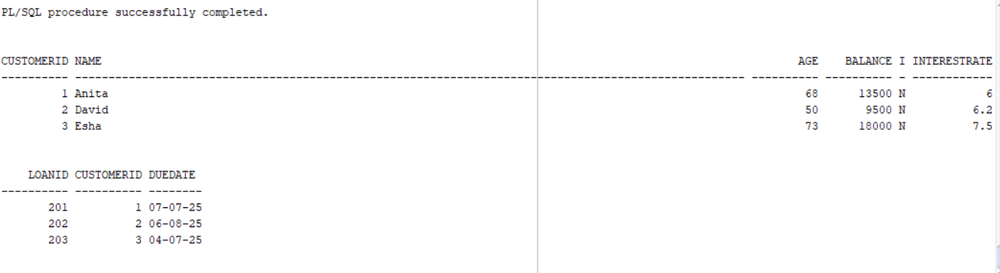 PL/SQL procedure successfully completed.
CUSTOMERID NAME AGE BALANCE I INTERESTRATE
---------- ---------------------------------------------------------------------------------------------------- ---------- ---------- - ------------
1 Anita 68 13500 N 6
2 David 50 9500 N 6.2
3 Esha 73 18000 N 7.5
LOANID CUSTOMERID DUEDATE
---------- ---------- --------
201 1 07-07-25
202 2 06-08-25
203 3 04-07-25